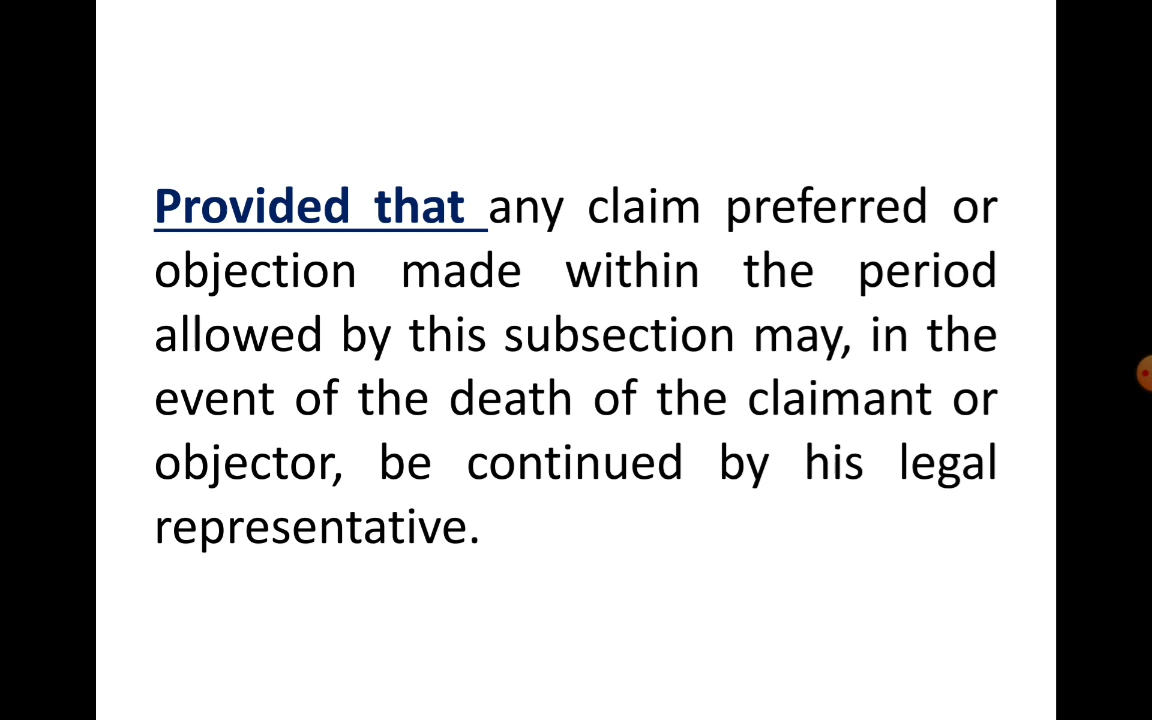 Provided that any claim preferred or
objection made within the period
allowed by this subsection may, in the
event of the death of the claimant or
objector, be continued by his legal
representative.